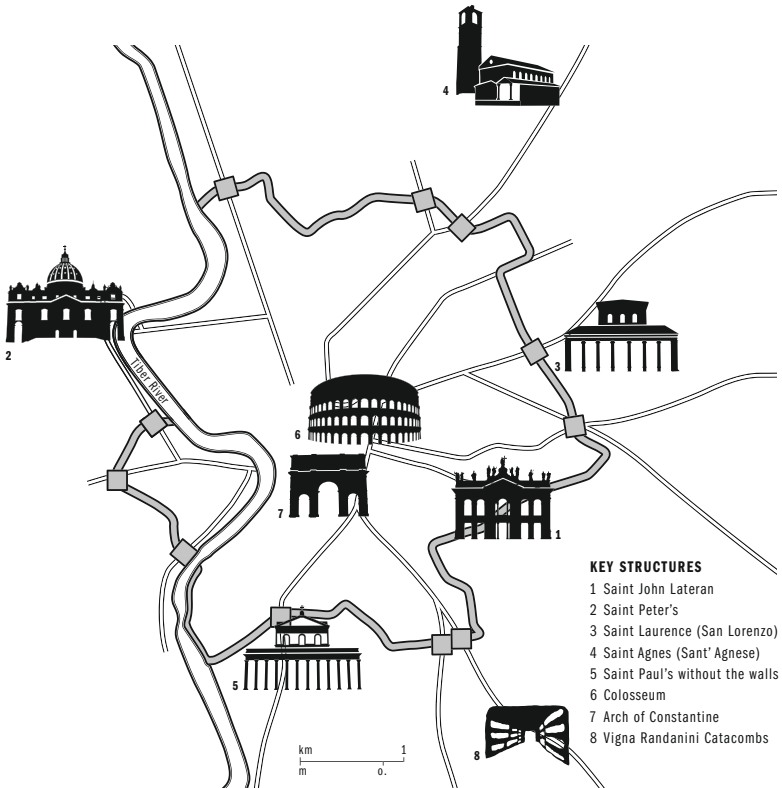 4
2
Tiber River
3
6
7
1
5
8
km 1
m o.
KEY STRUCTURES
1 Saint John Lateran
2 Saint Peter's
3 Saint Laurence (San Lorenzo)
4 Saint Agnes (Sant' Agnese)
5 Saint Paul's without the walls
6 Colosseum
7 Arch of Constantine
8 Vigna Randanini Catacombs